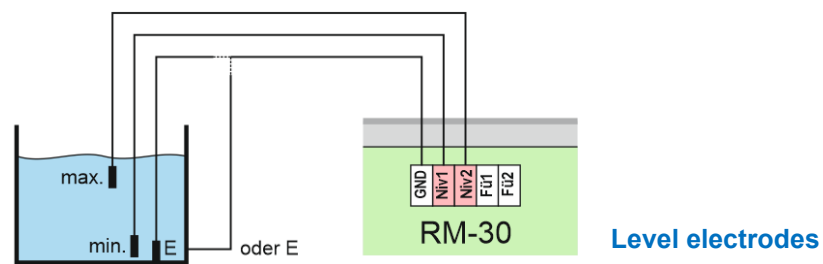 max.
min.
E
oder E
GND
Niv1
Niv2
Fü1
Fü2
RM-30
Level electrodes